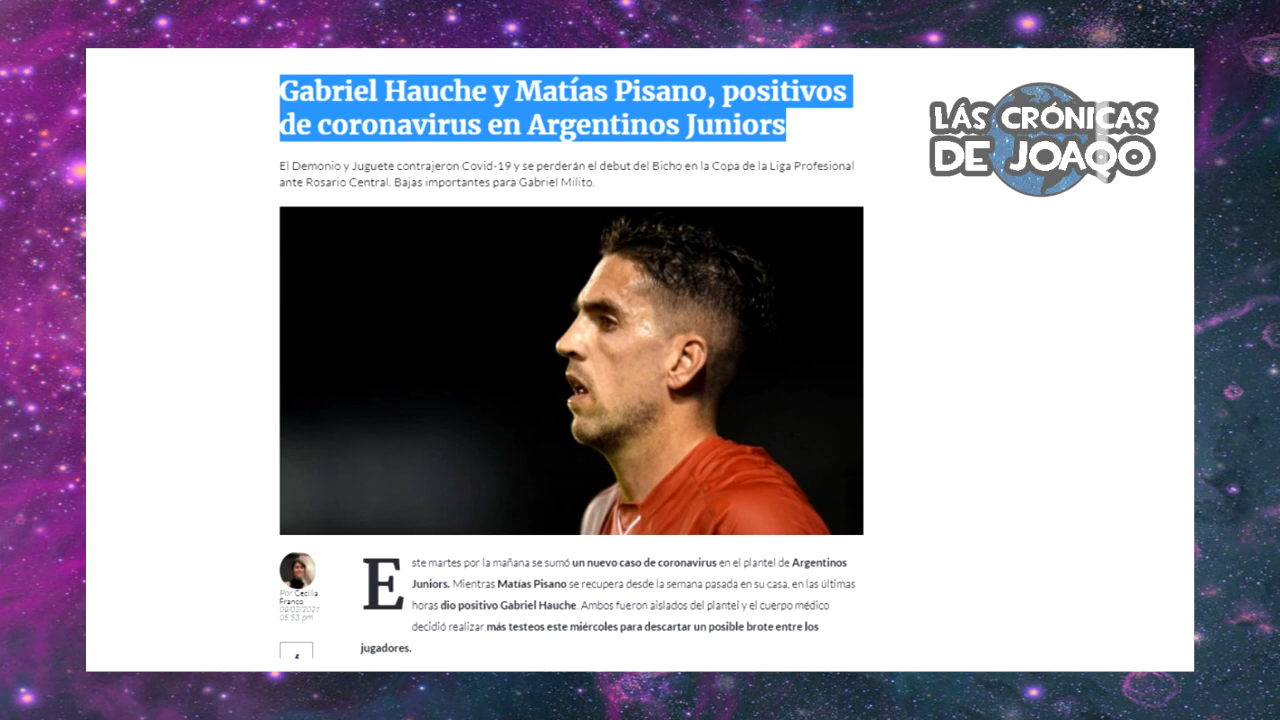 Gabriel Hauche y Matías Pisano, positivos
de coronavirus en Argentinos Juniors
LÁS CRÓNICAS
DE JOAQO
El Demonio y Juguete contrajeron Covid-19 y se perderán el debut del Bicho en la Copa de la Liga Profesional
ante Rosario Central. Bajas importantes para Gabriel Milito.
Este martes por la mañana se sumó un nuevo caso de coronavirus en el plantel de Argentinos
Juniors. Mientras Matías Pisano se recupera desde la semana pasada en su casa, en las últimas
horas dio positivo Gabriel Hauche. Ambos fueron aislados del plantel y el cuerpo médico
decidió realizar más testeos este miércoles para descartar un posible brote entre los
jugadores.
Por Cecilia
Franco
09/02/2021
05:53 pm